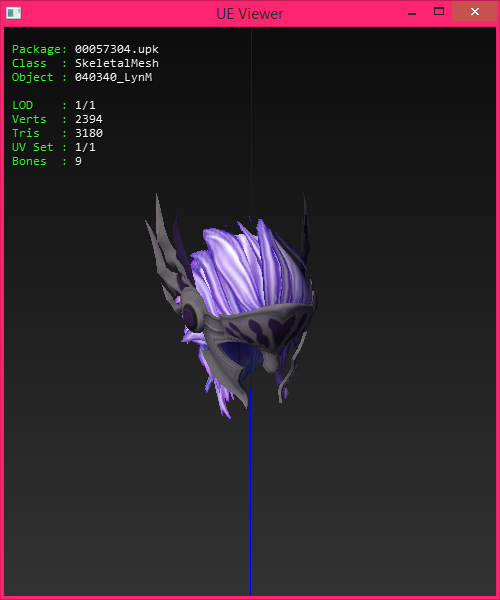 UE Viewer
Package: 00057304.upk
Class  : SkeletalMesh
Object : 040340_LynM
LOD    : 1/1
Verts  : 2394
Tris   : 3180
UV Set : 1/1
Bones  : 9